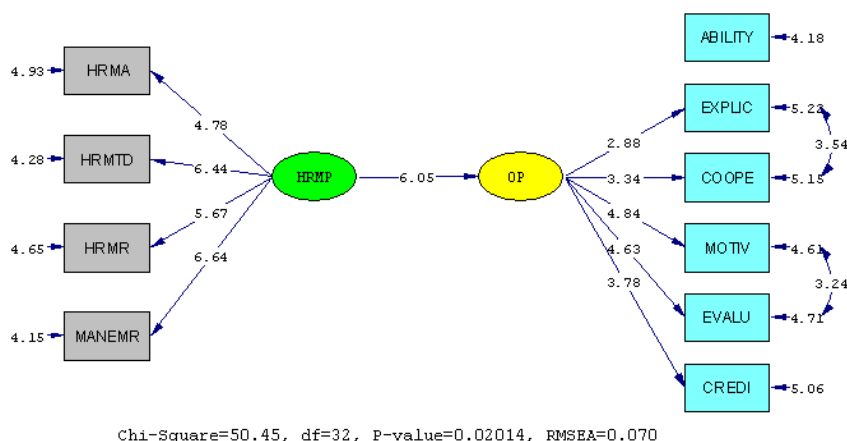 ABILITY
4.18
4.93
HRMA
EXPLIC
5.23
4.78
2.88
3.54
4.28
HRMTD
6.44
HRMP
6.05
OP
3.34
COOPE
5.15
5.67
4.84
4.65
HRMR
MOTIV
4.61
6.64
4.63
3.78
3.24
4.15
MANEMR
EVALU
4.71
CREDI
5.06
Chi-Square=50.45, df=32, P-value=0.02014, RMSEA=0.070